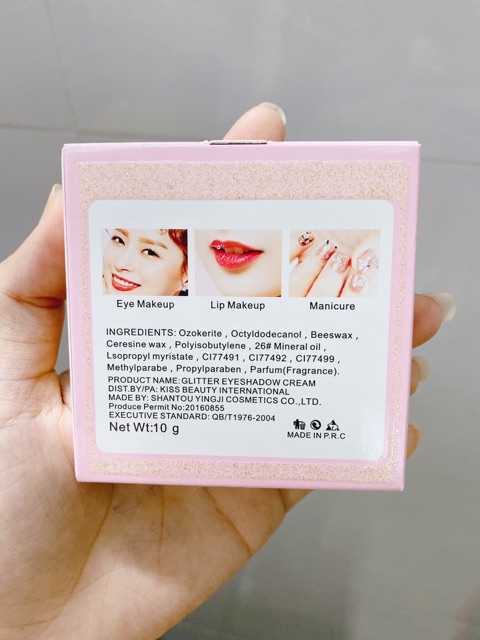 Eye Makeup Lip Makeup Manicure
INGREDIENTS: Ozokerite , Octyldodecanol , Beeswax ,
Ceresine wax , Polyisobutylene , 26# Mineral oil ,
Lsopropyl myristate , CI77491 , CI77492 , CI77499 ,
Methylparabe , Propylparaben , Parfum(Fragrance).
PRODUCT NAME:GLITTER EYESHADOW CREAM
DIST.BY/PA: KISS BEAUTY INTERNATIONAL
MADE BY: SHANTOU YINGJI COSMETICS CO.,LTD.
Produce Permit No:20160855
EXECUTIVE STANDARD: QB/T1976-2004
Net Wt:10 g
MADE IN P.R.C